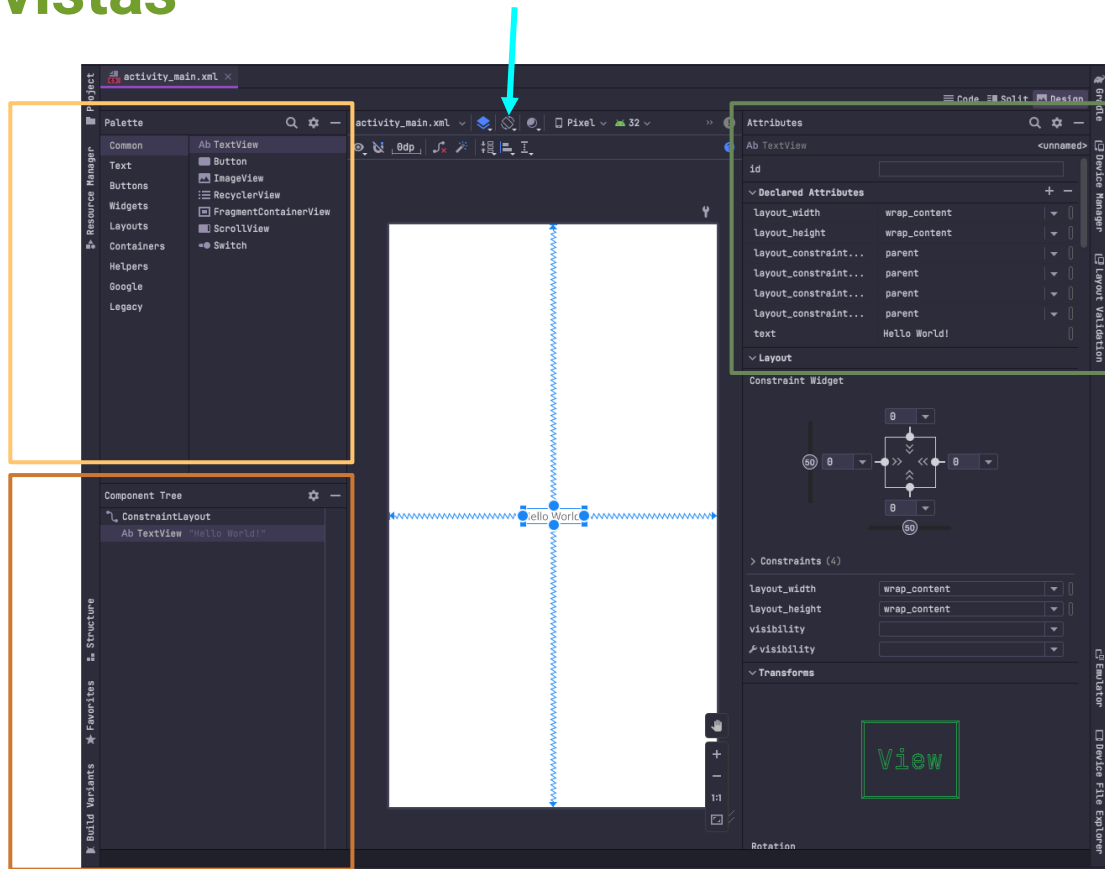 vistas
activity_main.xml
Code Split Design
Project
Resource Manager
Structure
Favorites
Build Variants
Palette
Common
Text
Buttons
Widgets
Layouts
Containers
Helpers
Google
Legacy
Ab TextView
Button
ImageView
RecyclerView
FragmentContainerView
ScrollView
Switch
Component Tree
ConstraintLayout
Ab TextView "Hello World!"
activity_main.xml Pixel 32 »
0dp
Hello World
1:1
Attributes
Ab TextView <unnamed>
id
Declared Attributes
layout_width wrap_content
layout_height wrap_content
layout_constraint... parent
layout_constraint... parent
layout_constraint... parent
layout_constraint... parent
text Hello World!
Layout
Constraint Widget
0
50 0 0
0
50
Constraints (4)
layout_width wrap_content
layout_height wrap_content
visibility
visibility
Transforms
View
Rotation
Gradle
Device Manager
Layout Validation
Emulator
Device File Explorer